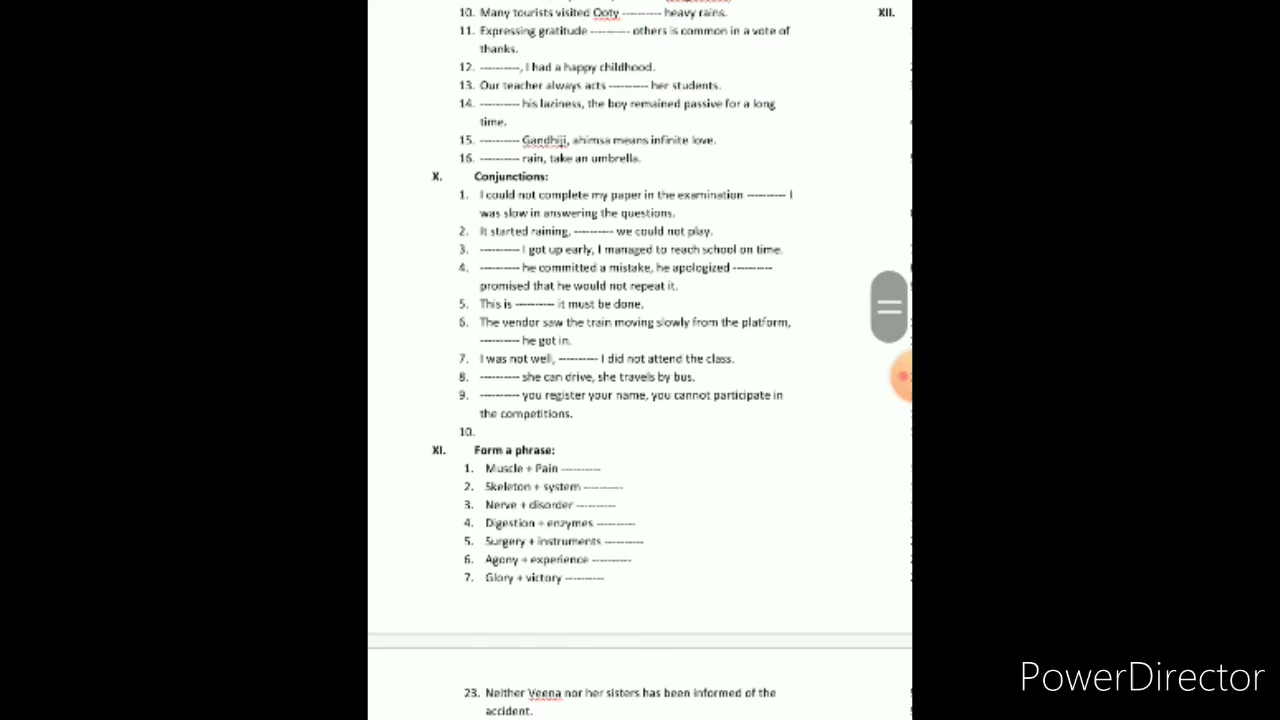 10. Many tourists visited Ooty ---------- heavy rains.
XII.
11. Expressing gratitude ---------- others is common in a vote of
thanks.
12. ----------, I had a happy childhood.
13. Our teacher always acts ---------- her students.
14. ---------- his laziness, the boy remained passive for a long
time.
15. ---------- Gandhiji, ahimsa means infinite love.
16. ---------- rain, take an umbrella.
X. Conjunctions:
1. I could not complete my paper in the examination ---------- I
was slow in answering the questions.
2. It started raining, ---------- we could not play.
3. ---------- I got up early, I managed to reach school on time.
4. ---------- he committed a mistake, he apologized ----------
promised that he would not repeat it.
5. This is ---------- it must be done.
6. The vendor saw the train moving slowly from the platform,
---------- he got in.
7. I was not well, ---------- I did not attend the class.
8. ---------- she can drive, she travels by bus.
9. ---------- you register your name, you cannot participate in
the competitions.
10.
XI. Form a phrase:
1. Muscle + Pain ----------
2. Skeleton + system ----------
3. Nerve + disorder ----------
4. Digestion + enzymes ----------
5. Surgery + instruments ----------
6. Agony + experience ----------
7. Glory + victory ----------
23. Neither Veena nor her sisters has been informed of the
accident.
PowerDirector